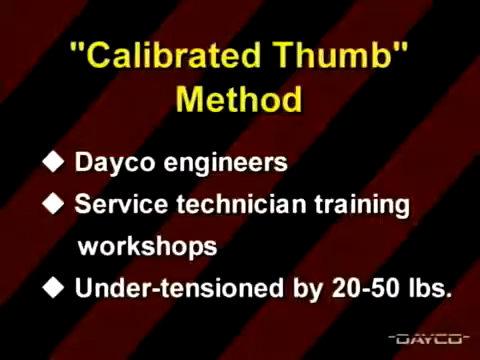 "Calibrated Thumb"
Method
Dayco engineers
Service technician training
workshops
Under-tensioned by 20-50 lbs.
DAYCO